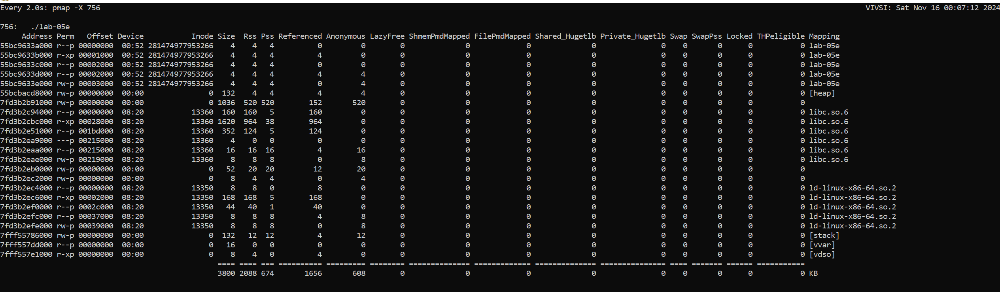 Every 2.0s: pmap -X 756 VIVSI: Sat Nov 16 00:07:12 2024
756: ./lab-05e
Address Perm Offset Device Inode Size Rss Pss Referenced Anonymous LazyFree ShmemPmdMapped FilePmdMapped Shared_Hugetlb Private_Hugetlb Swap SwapPss Locked THPeligible Mapping
55bc9633a000 r--p 00000000 00:52 281474977953266 4 4 4 0 0 0 0 0 0 0 0 0 0 0 lab-05e
55bc9633b000 r-xp 00001000 00:52 281474977953266 4 4 4 4 0 0 0 0 0 0 0 0 0 0 lab-05e
55bc9633c000 r--p 00002000 00:52 281474977953266 4 4 4 0 0 0 0 0 0 0 0 0 0 0 lab-05e
55bc9633d000 r--p 00002000 00:52 281474977953266 4 4 4 4 4 0 0 0 0 0 0 0 0 0 lab-05e
55bc9633e000 rw-p 00003000 00:52 281474977953266 4 4 4 0 4 0 0 0 0 0 0 0 0 0 lab-05e
55bcbacd8000 rw-p 00000000 00:00 0 132 4 4 4 4 0 0 0 0 0 0 0 0 0 [heap]
7fd3b2b91000 rw-p 00000000 00:00 0 1036 520 520 152 520 0 0 0 0 0 0 0 0 0
7fd3b2c94000 r--p 00000000 08:20 13360 160 160 5 160 0 0 0 0 0 0 0 0 0 0 libc.so.6
7fd3b2cbc000 r-xp 00028000 08:20 13360 1620 964 38 964 0 0 0 0 0 0 0 0 0 0 libc.so.6
7fd3b2e51000 r--p 001bd000 08:20 13360 352 124 5 124 0 0 0 0 0 0 0 0 0 0 libc.so.6
7fd3b2ea9000 ---p 00215000 08:20 13360 4 0 0 0 0 0 0 0 0 0 0 0 0 0 libc.so.6
7fd3b2eaa000 r--p 00215000 08:20 13360 16 16 16 4 16 0 0 0 0 0 0 0 0 0 libc.so.6
7fd3b2eae000 rw-p 00219000 08:20 13360 8 8 8 0 8 0 0 0 0 0 0 0 0 0 libc.so.6
7fd3b2eb0000 rw-p 00000000 00:00 0 52 20 20 12 20 0 0 0 0 0 0 0 0 0
7fd3b2ec2000 rw-p 00000000 00:00 0 8 4 4 0 4 0 0 0 0 0 0 0 0 0
7fd3b2ec4000 r--p 00000000 08:20 13350 8 8 0 8 0 0 0 0 0 0 0 0 0 0 ld-linux-x86-64.so.2
7fd3b2ec6000 r-xp 00002000 08:20 13350 168 168 5 168 0 0 0 0 0 0 0 0 0 0 ld-linux-x86-64.so.2
7fd3b2ef0000 r--p 0002c000 08:20 13350 44 40 1 40 0 0 0 0 0 0 0 0 0 0 ld-linux-x86-64.so.2
7fd3b2efc000 r--p 00037000 08:20 13350 8 8 8 4 8 0 0 0 0 0 0 0 0 0 ld-linux-x86-64.so.2
7fd3b2efe000 rw-p 00039000 08:20 13350 8 8 8 0 8 0 0 0 0 0 0 0 0 0 ld-linux-x86-64.so.2
7fff55786000 rw-p 00000000 00:00 0 132 12 12 4 12 0 0 0 0 0 0 0 0 0 [stack]
7fff557dd000 r--p 00000000 00:00 0 16 0 0 0 0 0 0 0 0 0 0 0 0 0 [vvar]
7fff557e1000 r-xp 00000000 00:00 0 8 4 0 4 0 0 0 0 0 0 0 0 0 0 [vdso]
==== ==== === ========== ========= ======== ============== ============= ============== =============== ==== ======= ====== ===========
3800 2088 674 1656 608 0 0 0 0 0 0 0 0 0 KB